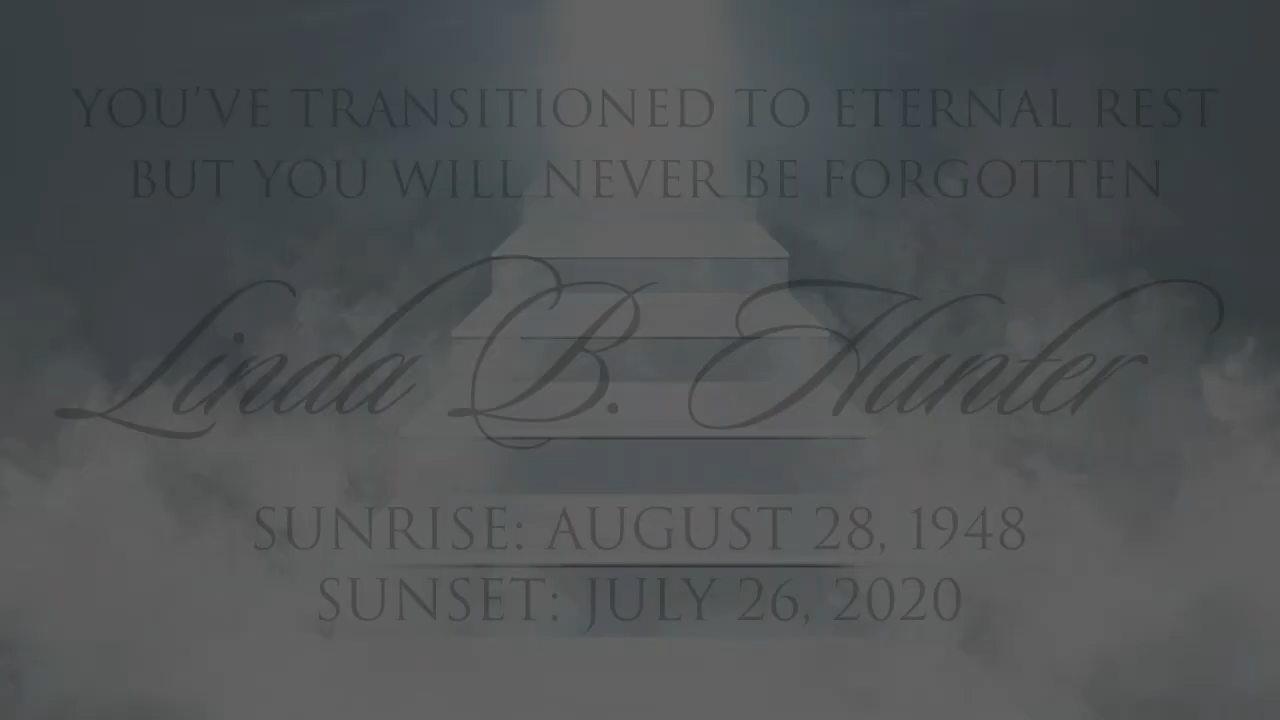 YOU'VE TRANSITIONED TO ETERNAL REST
BUT YOU WILL NEVER BE FORGOTTEN
Linda B. Hunter
SUNRISE: AUGUST 28, 1948
SUNSET: JULY 26, 2020